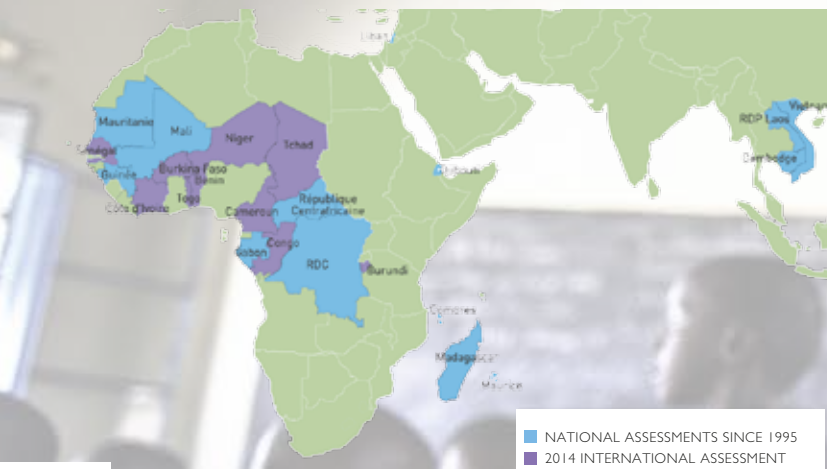 Liban
Vietnam
RDP Laos
Mauritanie
Mali
Niger
Tchad
Sénégal
Burkina Faso
Cambodge
Djibouti
Guinée
Bénin
Togo
République
Centrafricaine
Côte d'Ivoire
Cameroun
Congo
Gabon
RDC
Burundi
Comores
Madagascar
Maurice
NATIONAL ASSESSMENTS SINCE 1995
2014 INTERNATIONAL ASSESSMENT